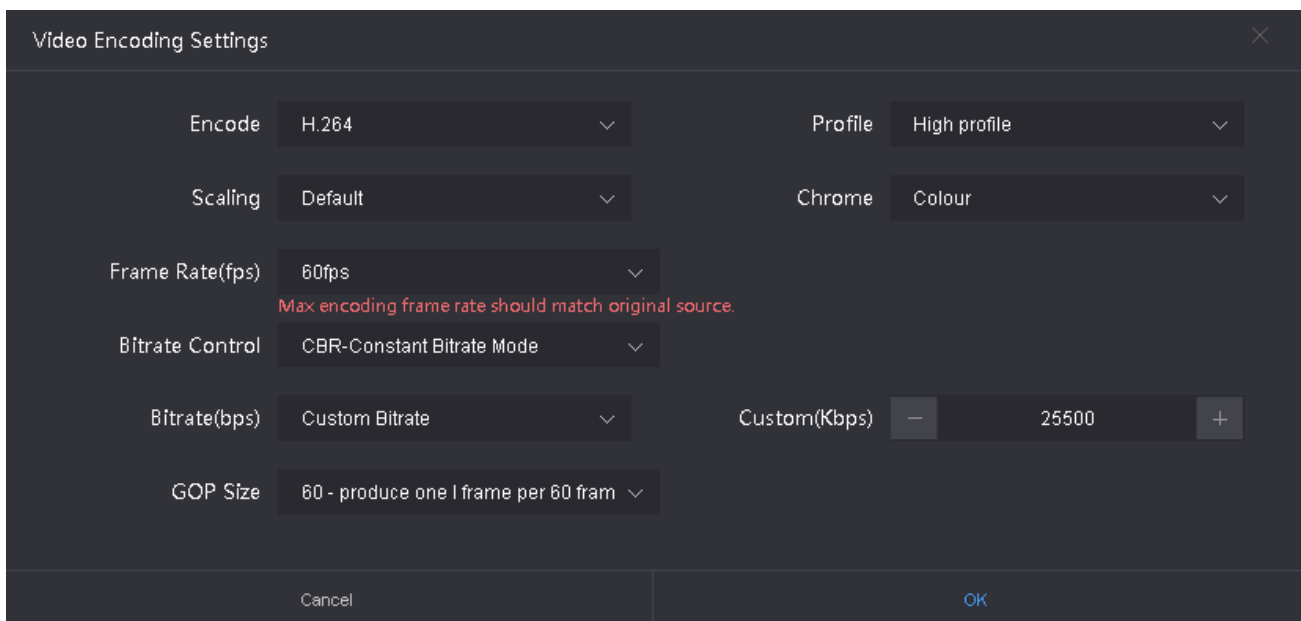 Video Encoding Settings
Encode H.264 Profile High profile
Scaling Default Chrome Colour
Frame Rate(fps) 60fps
Max encoding frame rate should match original source.
Bitrate Control CBR-Constant Bitrate Mode
Bitrate(bps) Custom Bitrate Custom(Kbps) − 25500 +
GOP Size 60 - produce one I frame per 60 fram
Cancel OK